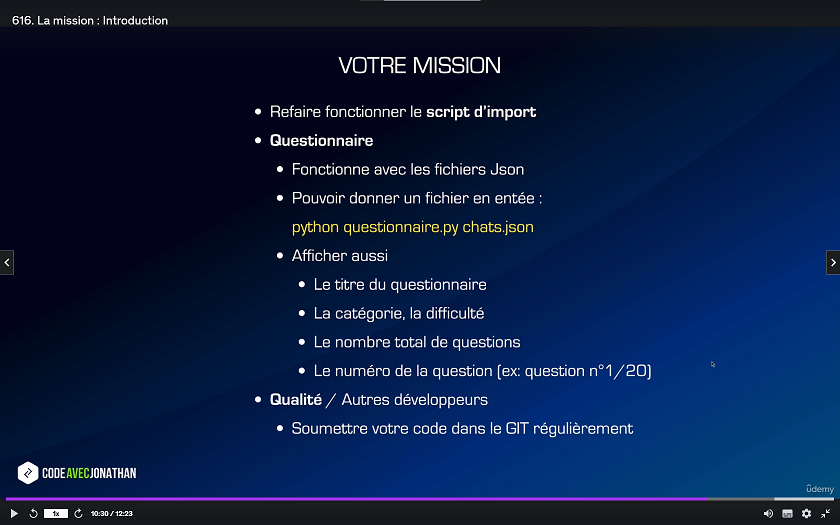 616. La mission : Introduction
VOTRE MISSION
• Refaire fonctionner le script d'import
• Questionnaire
• Fonctionne avec les fichiers Json
• Pouvoir donner un fichier en entée :
python questionnaire.py chats.json
• Afficher aussi
• Le titre du questionnaire
• La catégorie, la difficulté
• Le nombre total de questions
• Le numéro de la question (ex: question n°1/20)
• Qualité / Autres développeurs
• Soumettre votre code dans le GIT régulièrement
CODEAVECJONATHAN
ûdemy
1x
10:30 / 12:23